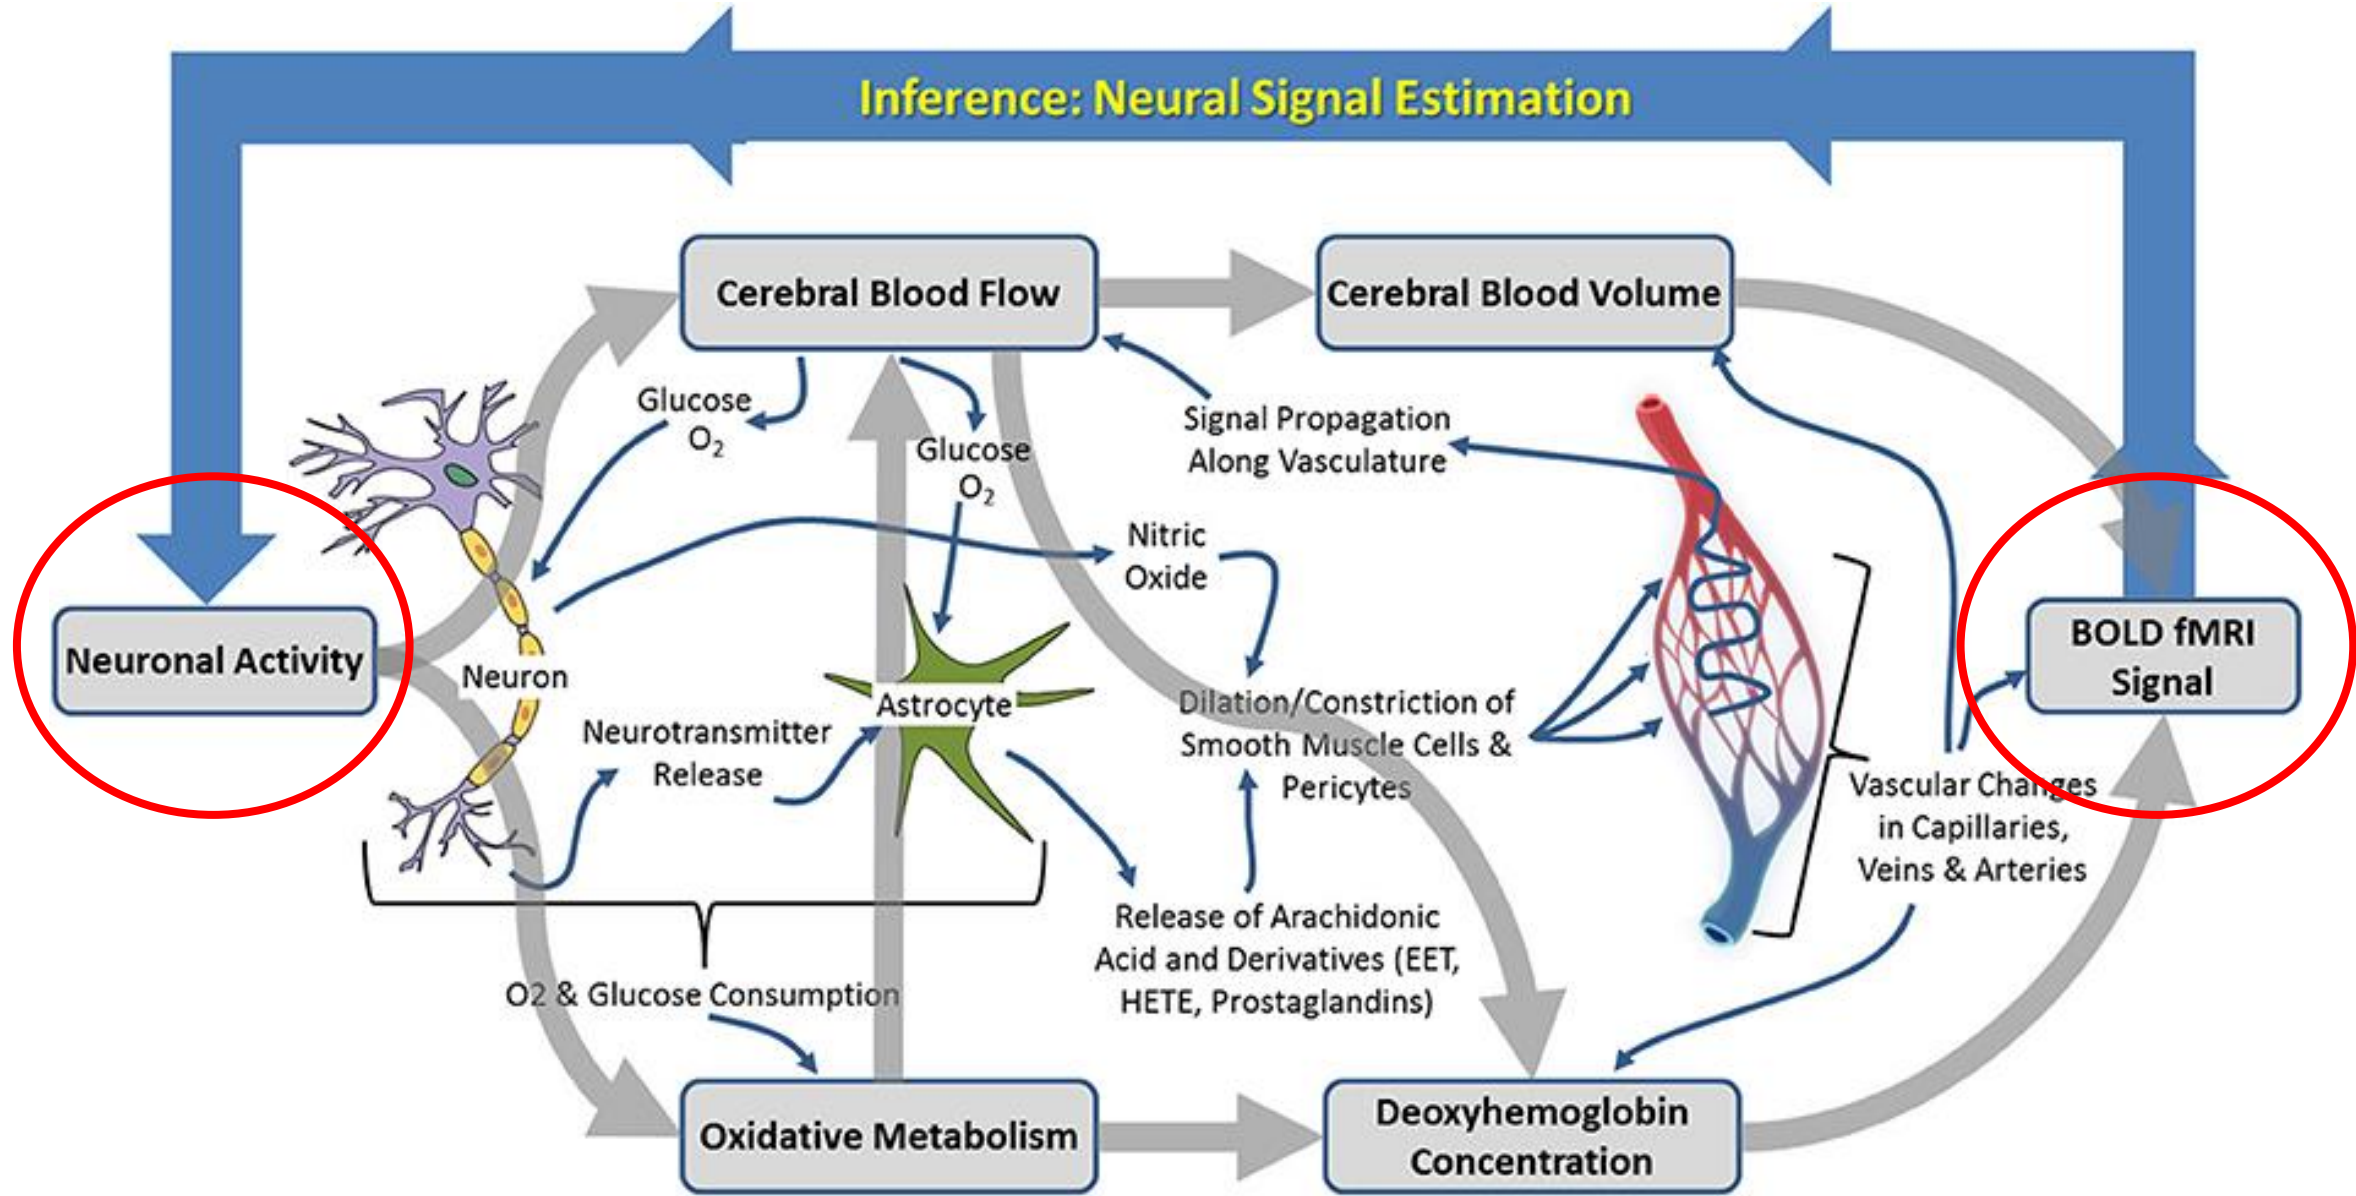 Inference: Neural Signal Estimation
Cerebral Blood Flow
Cerebral Blood Volume
Glucose
O₂
Glucose
O₂
Signal Propagation
Along Vasculature
Nitric
Oxide
Neuronal Activity
Neuron
Neurotransmitter
Release
Astrocyte
Dilation/Constriction of
Smooth Muscle Cells &
Pericytes
BOLD fMRI
Signal
Vascular Changes
in Capillaries,
Veins & Arteries
Release of Arachidonic
Acid and Derivatives (EET,
HETE, Prostaglandins)
O2 & Glucose Consumption
Oxidative Metabolism
Deoxyhemoglobin
Concentration